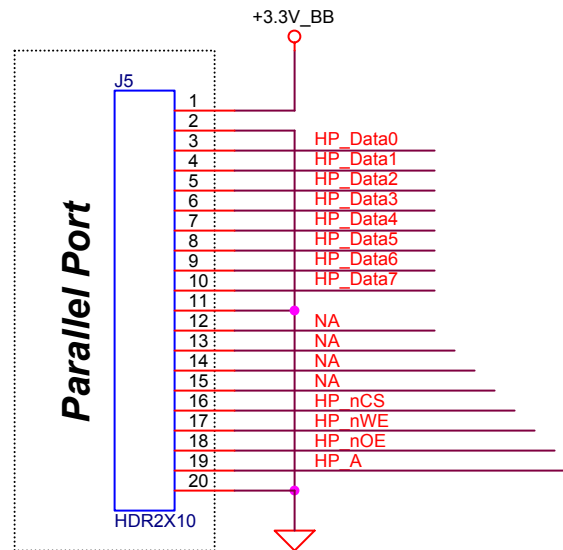 +3.3V_BB
J5
Parallel Port
1
2
3 HP_Data0
4 HP_Data1
5 HP_Data2
6 HP_Data3
7 HP_Data4
8 HP_Data5
9 HP_Data6
10 HP_Data7
11
12 NA
13 NA
14 NA
15 NA
16 HP_nCS
17 HP_nWE
18 HP_nOE
19 HP_A
20
HDR2X10